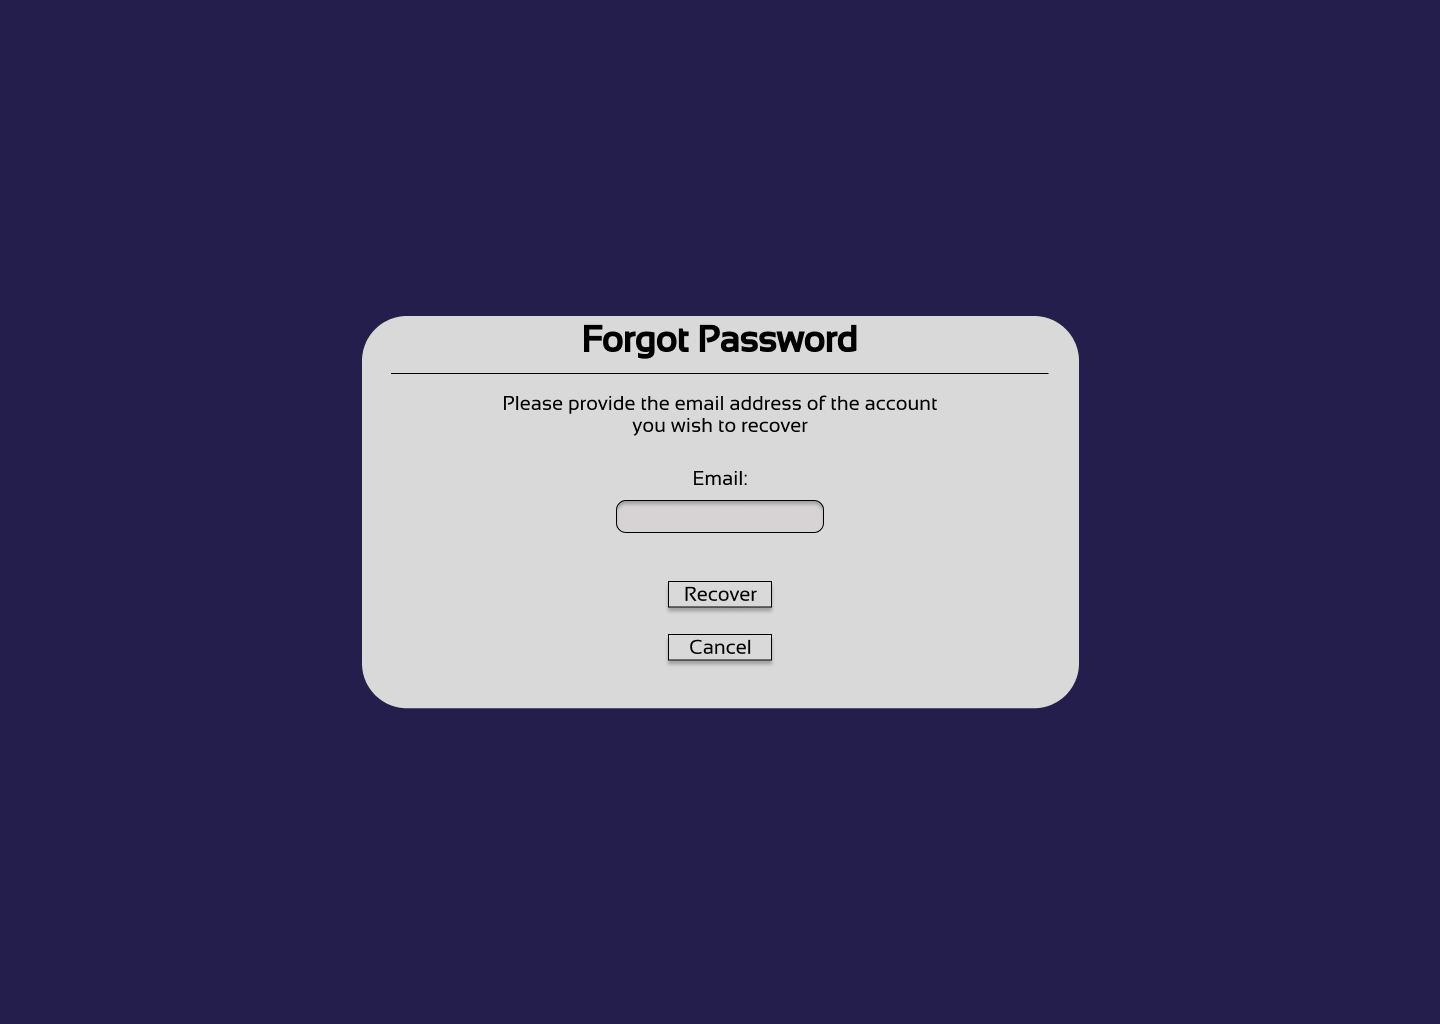 Forgot Password
Please provide the email address of the account
you wish to recover
Email:
Recover
Cancel